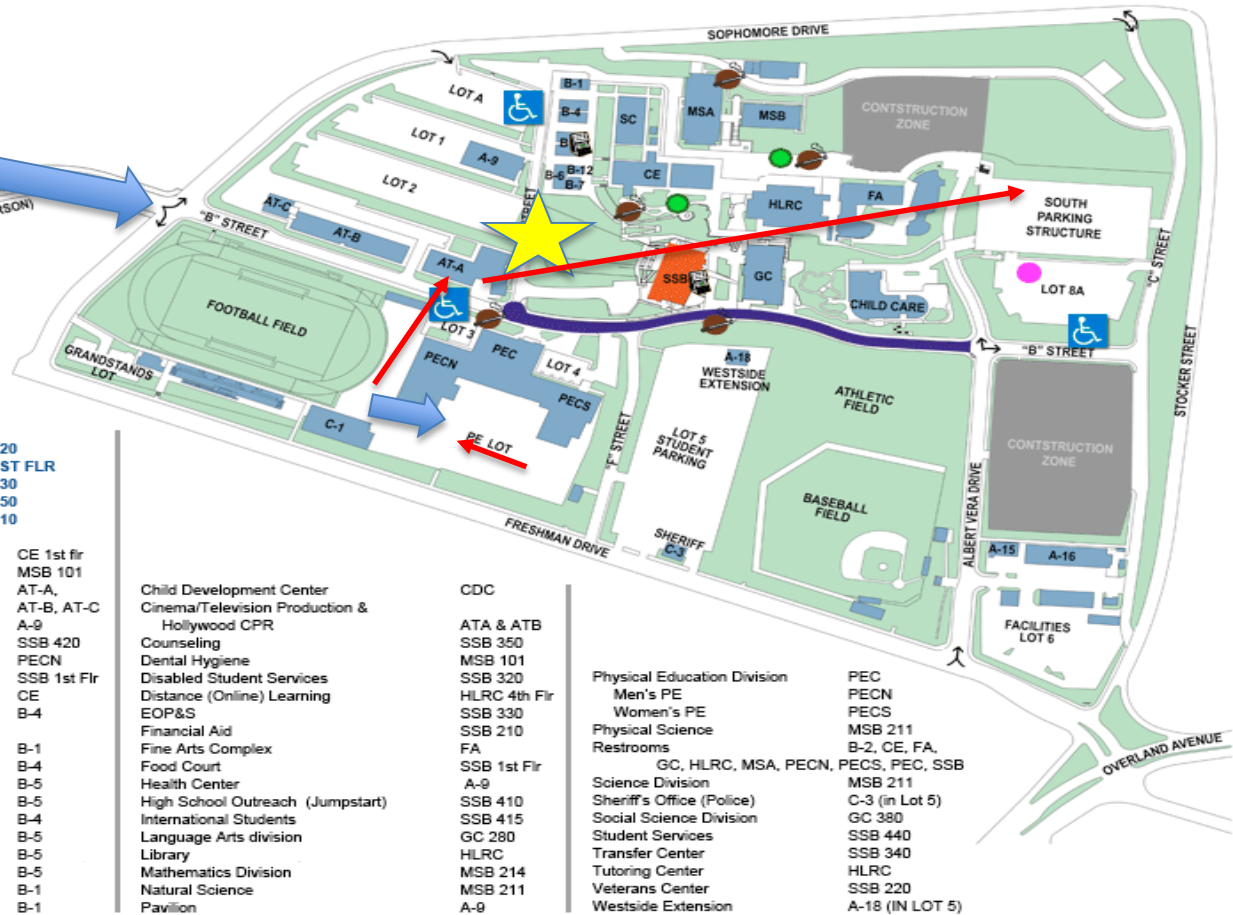 SOPHOMORE DRIVE
LOT A
B-1
B-4
B
SC
MSA
MSB
CONTSTRUCTION
ZONE
LOT 1
A-9
B-6
B-12
B-7
CE
LOT 2
STREET
HLRC
FA
SOUTH
PARKING
STRUCTURE
RSON)
"B" STREET
AT-C
AT-B
AT-A
SSB
GC
CHILD CARE
LOT 8A
"C" STREET
STOCKER STREET
FOOTBALL FIELD
LOT 3
PECN
PEC
LOT 4
PECS
"B" STREET
GRANDSTANDS
LOT
C-1
PE LOT
"F" STREET
A-18
WESTSIDE
EXTENSION
LOT 5
STUDENT
PARKING
ATHLETIC
FIELD
BASEBALL
FIELD
CONTSTRUCTION
ZONE
ALBERT VERA DRIVE
FRESHMAN DRIVE
SHERIFF
C-3
A-15
A-16
FACILITIES
LOT 6
OVERLAND AVENUE
20
ST FLR
30
50
10
CE 1st flr
MSB 101
AT-A,
AT-B, AT-C
A-9
SSB 420
PECN
SSB 1st Flr
CE
B-4
B-1
B-4
B-5
B-5
B-4
B-5
B-5
B-5
B-1
B-1
Child Development Center CDC
Cinema/Television Production &
Hollywood CPR ATA & ATB
Counseling SSB 350
Dental Hygiene MSB 101
Disabled Student Services SSB 320
Distance (Online) Learning HLRC 4th Flr
EOP&S SSB 330
Financial Aid SSB 210
Fine Arts Complex FA
Food Court SSB 1st Flr
Health Center A-9
High School Outreach (Jumpstart) SSB 410
International Students SSB 415
Language Arts division GC 280
Library HLRC
Mathematics Division MSB 214
Natural Science MSB 211
Pavilion A-9
Physical Education Division PEC
Men's PE PECN
Women's PE PECS
Physical Science MSB 211
Restrooms B-2, CE, FA,
GC, HLRC, MSA, PECN, PECS, PEC, SSB
Science Division MSB 211
Sheriff's Office (Police) C-3 (in Lot 5)
Social Science Division GC 380
Student Services SSB 440
Transfer Center SSB 340
Tutoring Center HLRC
Veterans Center SSB 220
Westside Extension A-18 (IN LOT 5)